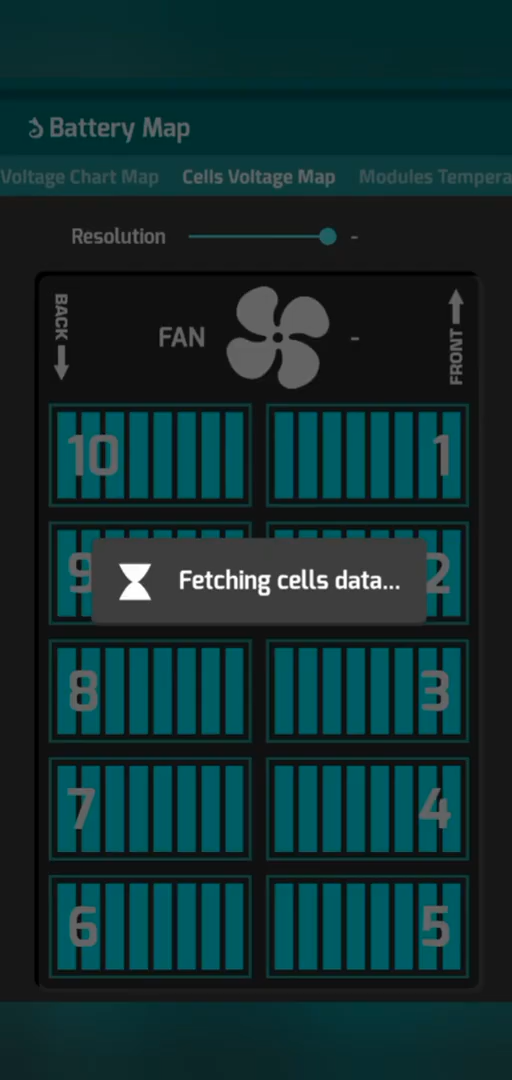 Battery Map
Voltage Chart Map Cells Voltage Map Modules Tempera
Resolution -
BACK
FAN -
FRONT
10 1
9 2
Fetching cells data...
8 3
7 4
6 5